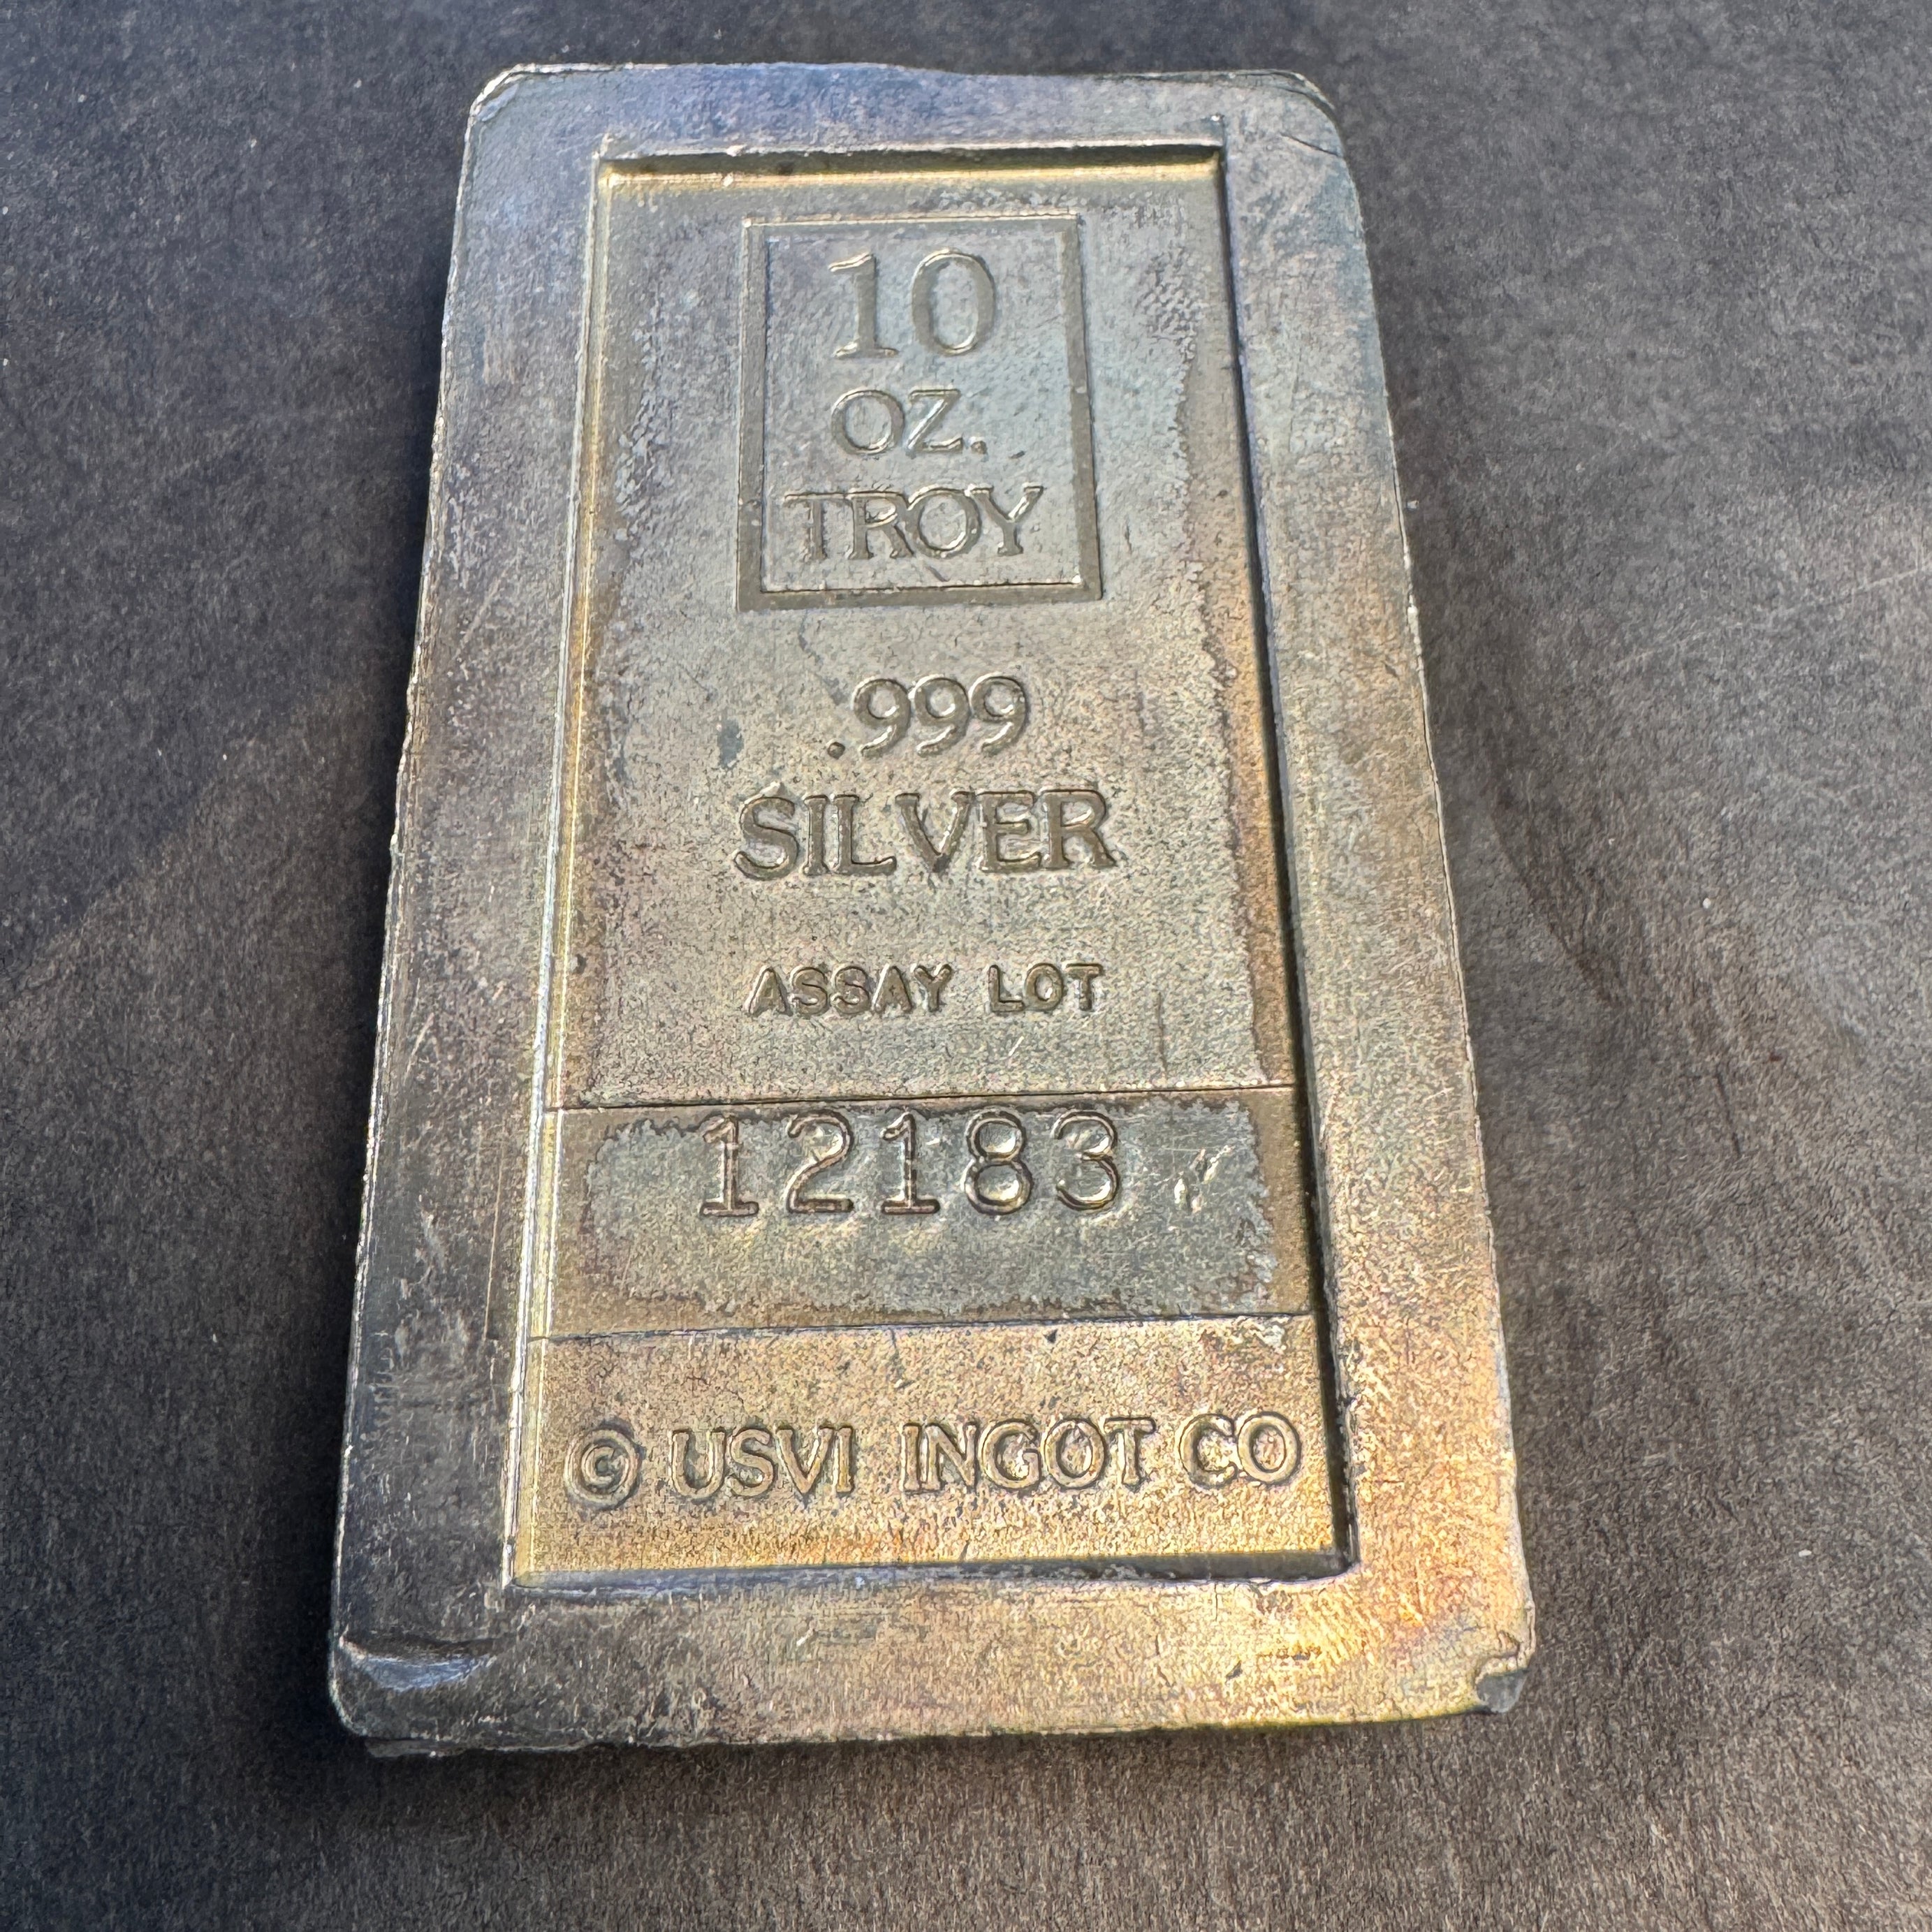 10
OZ.
TROY
.999
SILVER
ASSAY LOT
12183
© USVI INGOT CO